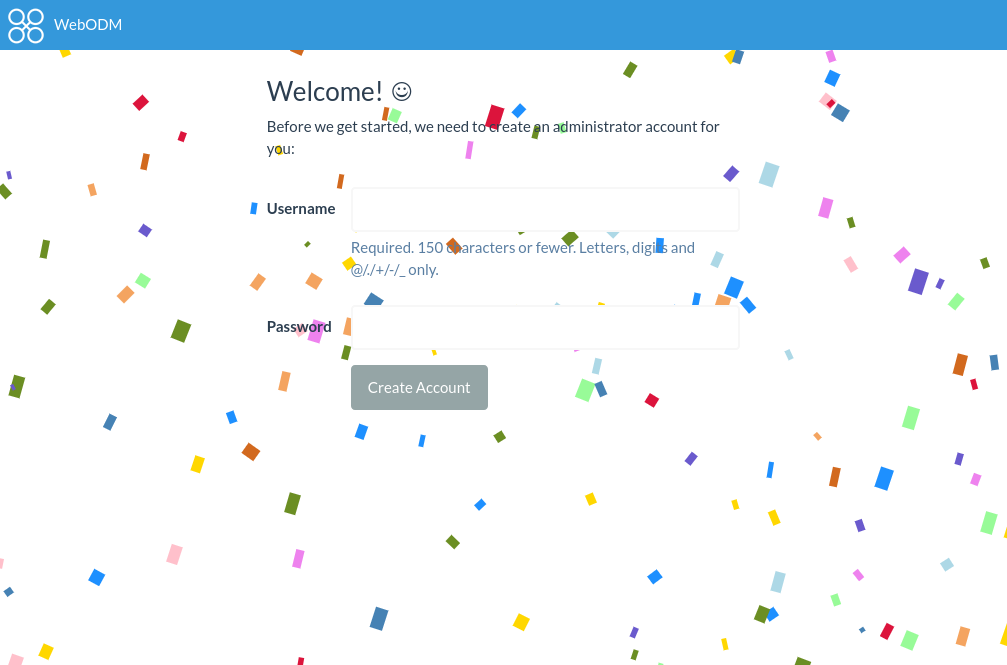 WebODM
Welcome! ☺
Before we get started, we need to create an administrator account for
you:
Username
Required. 150 characters or fewer. Letters, digits and
@/./+/-/_ only.
Password
Create Account